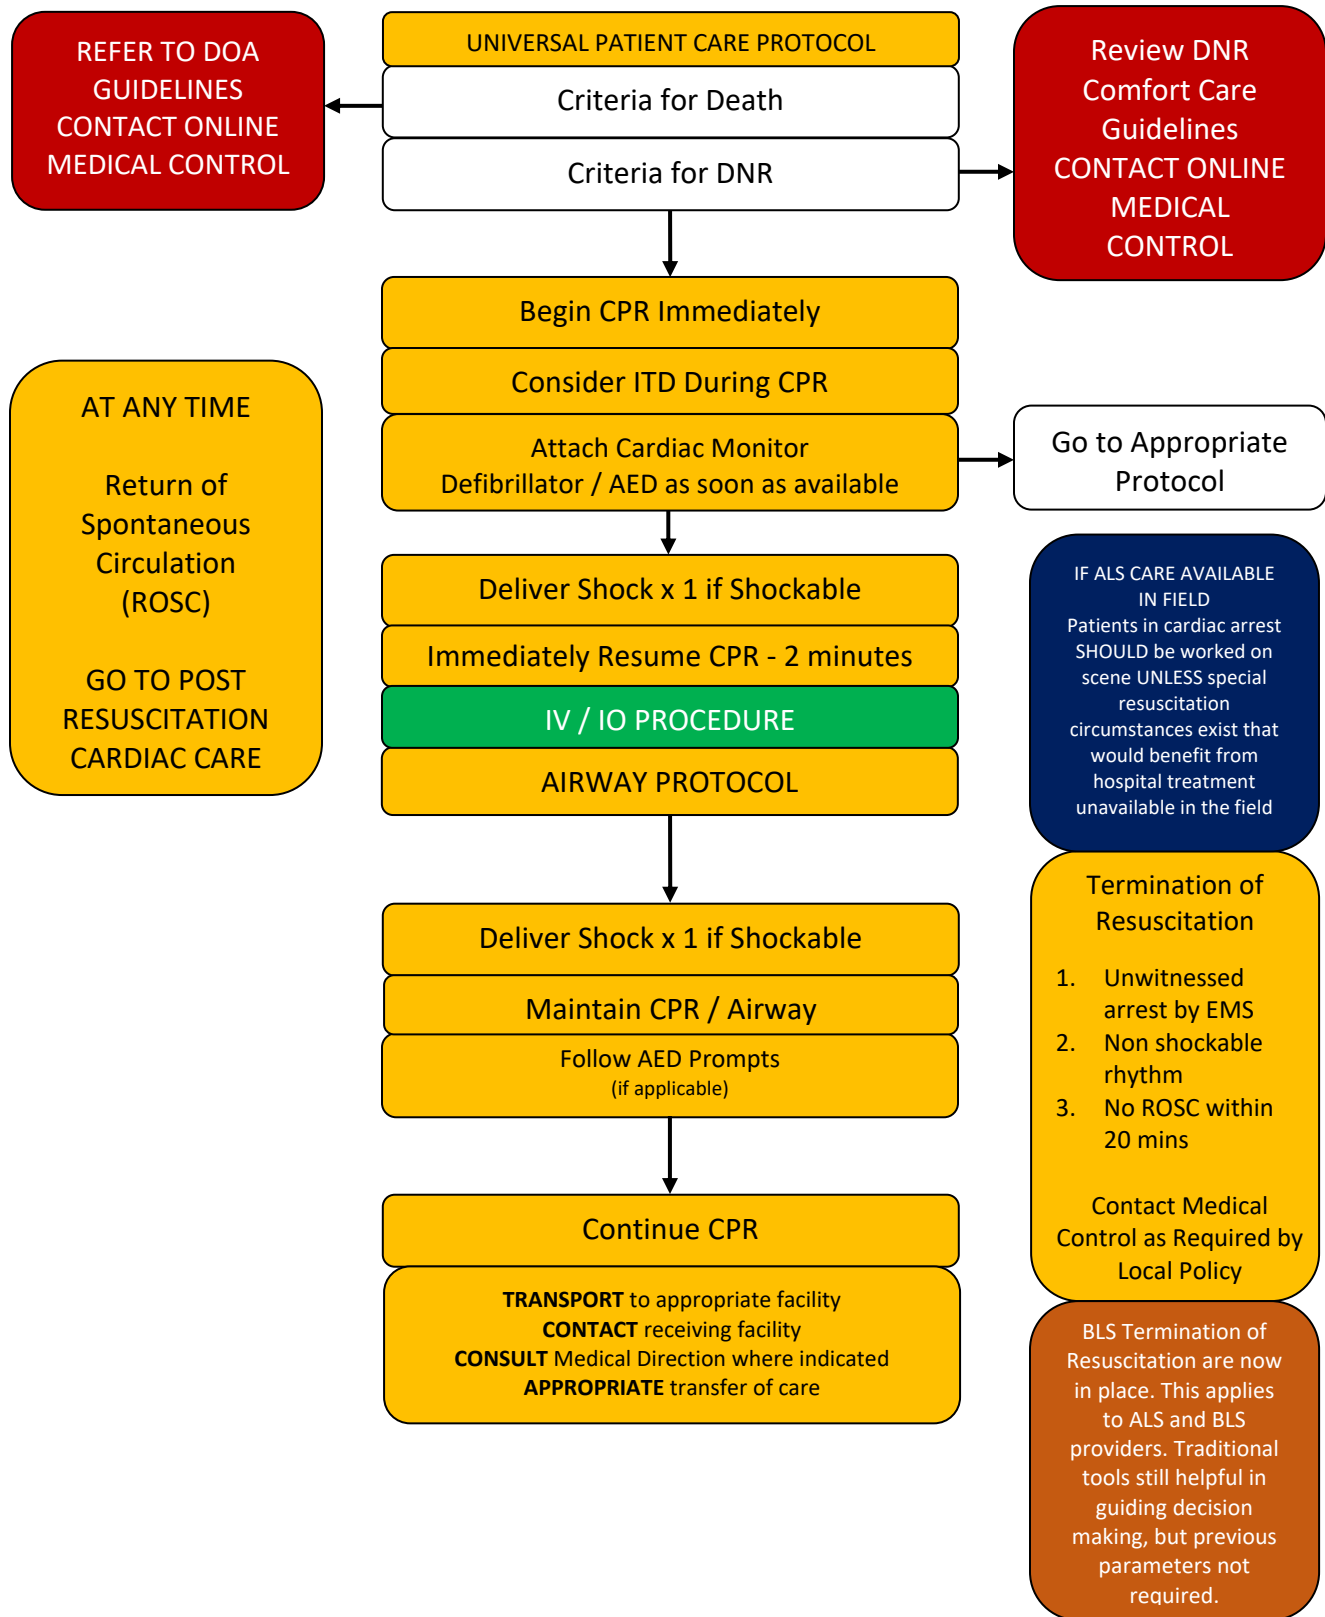 REFER TO DOA
GUIDELINES
CONTACT ONLINE
MEDICAL CONTROL
UNIVERSAL PATIENT CARE PROTOCOL
Criteria for Death
Criteria for DNR
Review DNR
Comfort Care
Guidelines
CONTACT ONLINE
MEDICAL
CONTROL
Begin CPR Immediately
Consider ITD During CPR
Attach Cardiac Monitor
Defibrillator / AED as soon as available
Go to Appropriate
Protocol
AT ANY TIME
Return of
Spontaneous
Circulation
(ROSC)
GO TO POST
RESUSCITATION
CARDIAC CARE
Deliver Shock x 1 if Shockable
Immediately Resume CPR - 2 minutes
IV / IO PROCEDURE
AIRWAY PROTOCOL
IF ALS CARE AVAILABLE
IN FIELD
Patients in cardiac arrest
SHOULD be worked on
scene UNLESS special
resuscitation
circumstances exist that
would benefit from
hospital treatment
unavailable in the field
Deliver Shock x 1 if Shockable
Maintain CPR / Airway
Follow AED Prompts
(if applicable)
Termination of
Resuscitation
1. Unwitnessed
arrest by EMS
2. Non shockable
rhythm
3. No ROSC within
20 mins
Contact Medical
Control as Required by
Local Policy
Continue CPR
TRANSPORT to appropriate facility
CONTACT receiving facility
CONSULT Medical Direction where indicated
APPROPRIATE transfer of care
BLS Termination of
Resuscitation are now
in place. This applies
to ALS and BLS
providers. Traditional
tools still helpful in
guiding decision
making, but previous
parameters not
required.